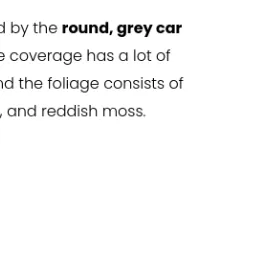 d by the round, grey car
e coverage has a lot of
nd the foliage consists of
, and reddish moss.